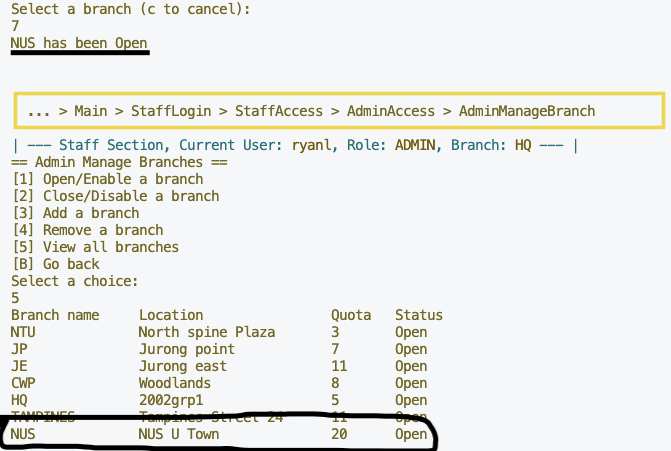 Select a branch (c to cancel):
7
NUS has been Open
... > Main > StaffLogin > StaffAccess > AdminAccess > AdminManageBranch
| --- Staff Section, Current User: ryanl, Role: ADMIN, Branch: HQ --- |
== Admin Manage Branches ==
[1] Open/Enable a branch
[2] Close/Disable a branch
[3] Add a branch
[4] Remove a branch
[5] View all branches
[B] Go back
Select a choice:
5
Branch name Location Quota Status
NTU North spine Plaza 3 Open
JP Jurong point 7 Open
JE Jurong east 11 Open
CWP Woodlands 8 Open
HQ 2002grp1 5 Open
TAMPINES Tampines Street 24 11 Open
NUS NUS U Town 20 Open